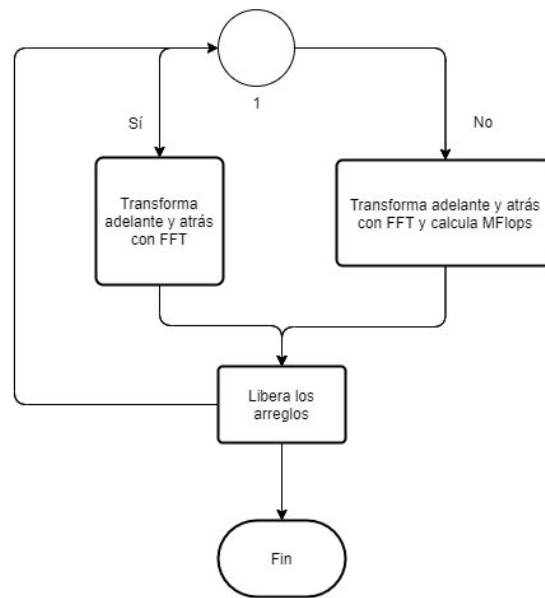 1
Sí
No
Transforma
adelante y atrás
con FFT
Transforma adelante y atrás
con FFT y calcula MFlops
Libera los
arreglos
Fin